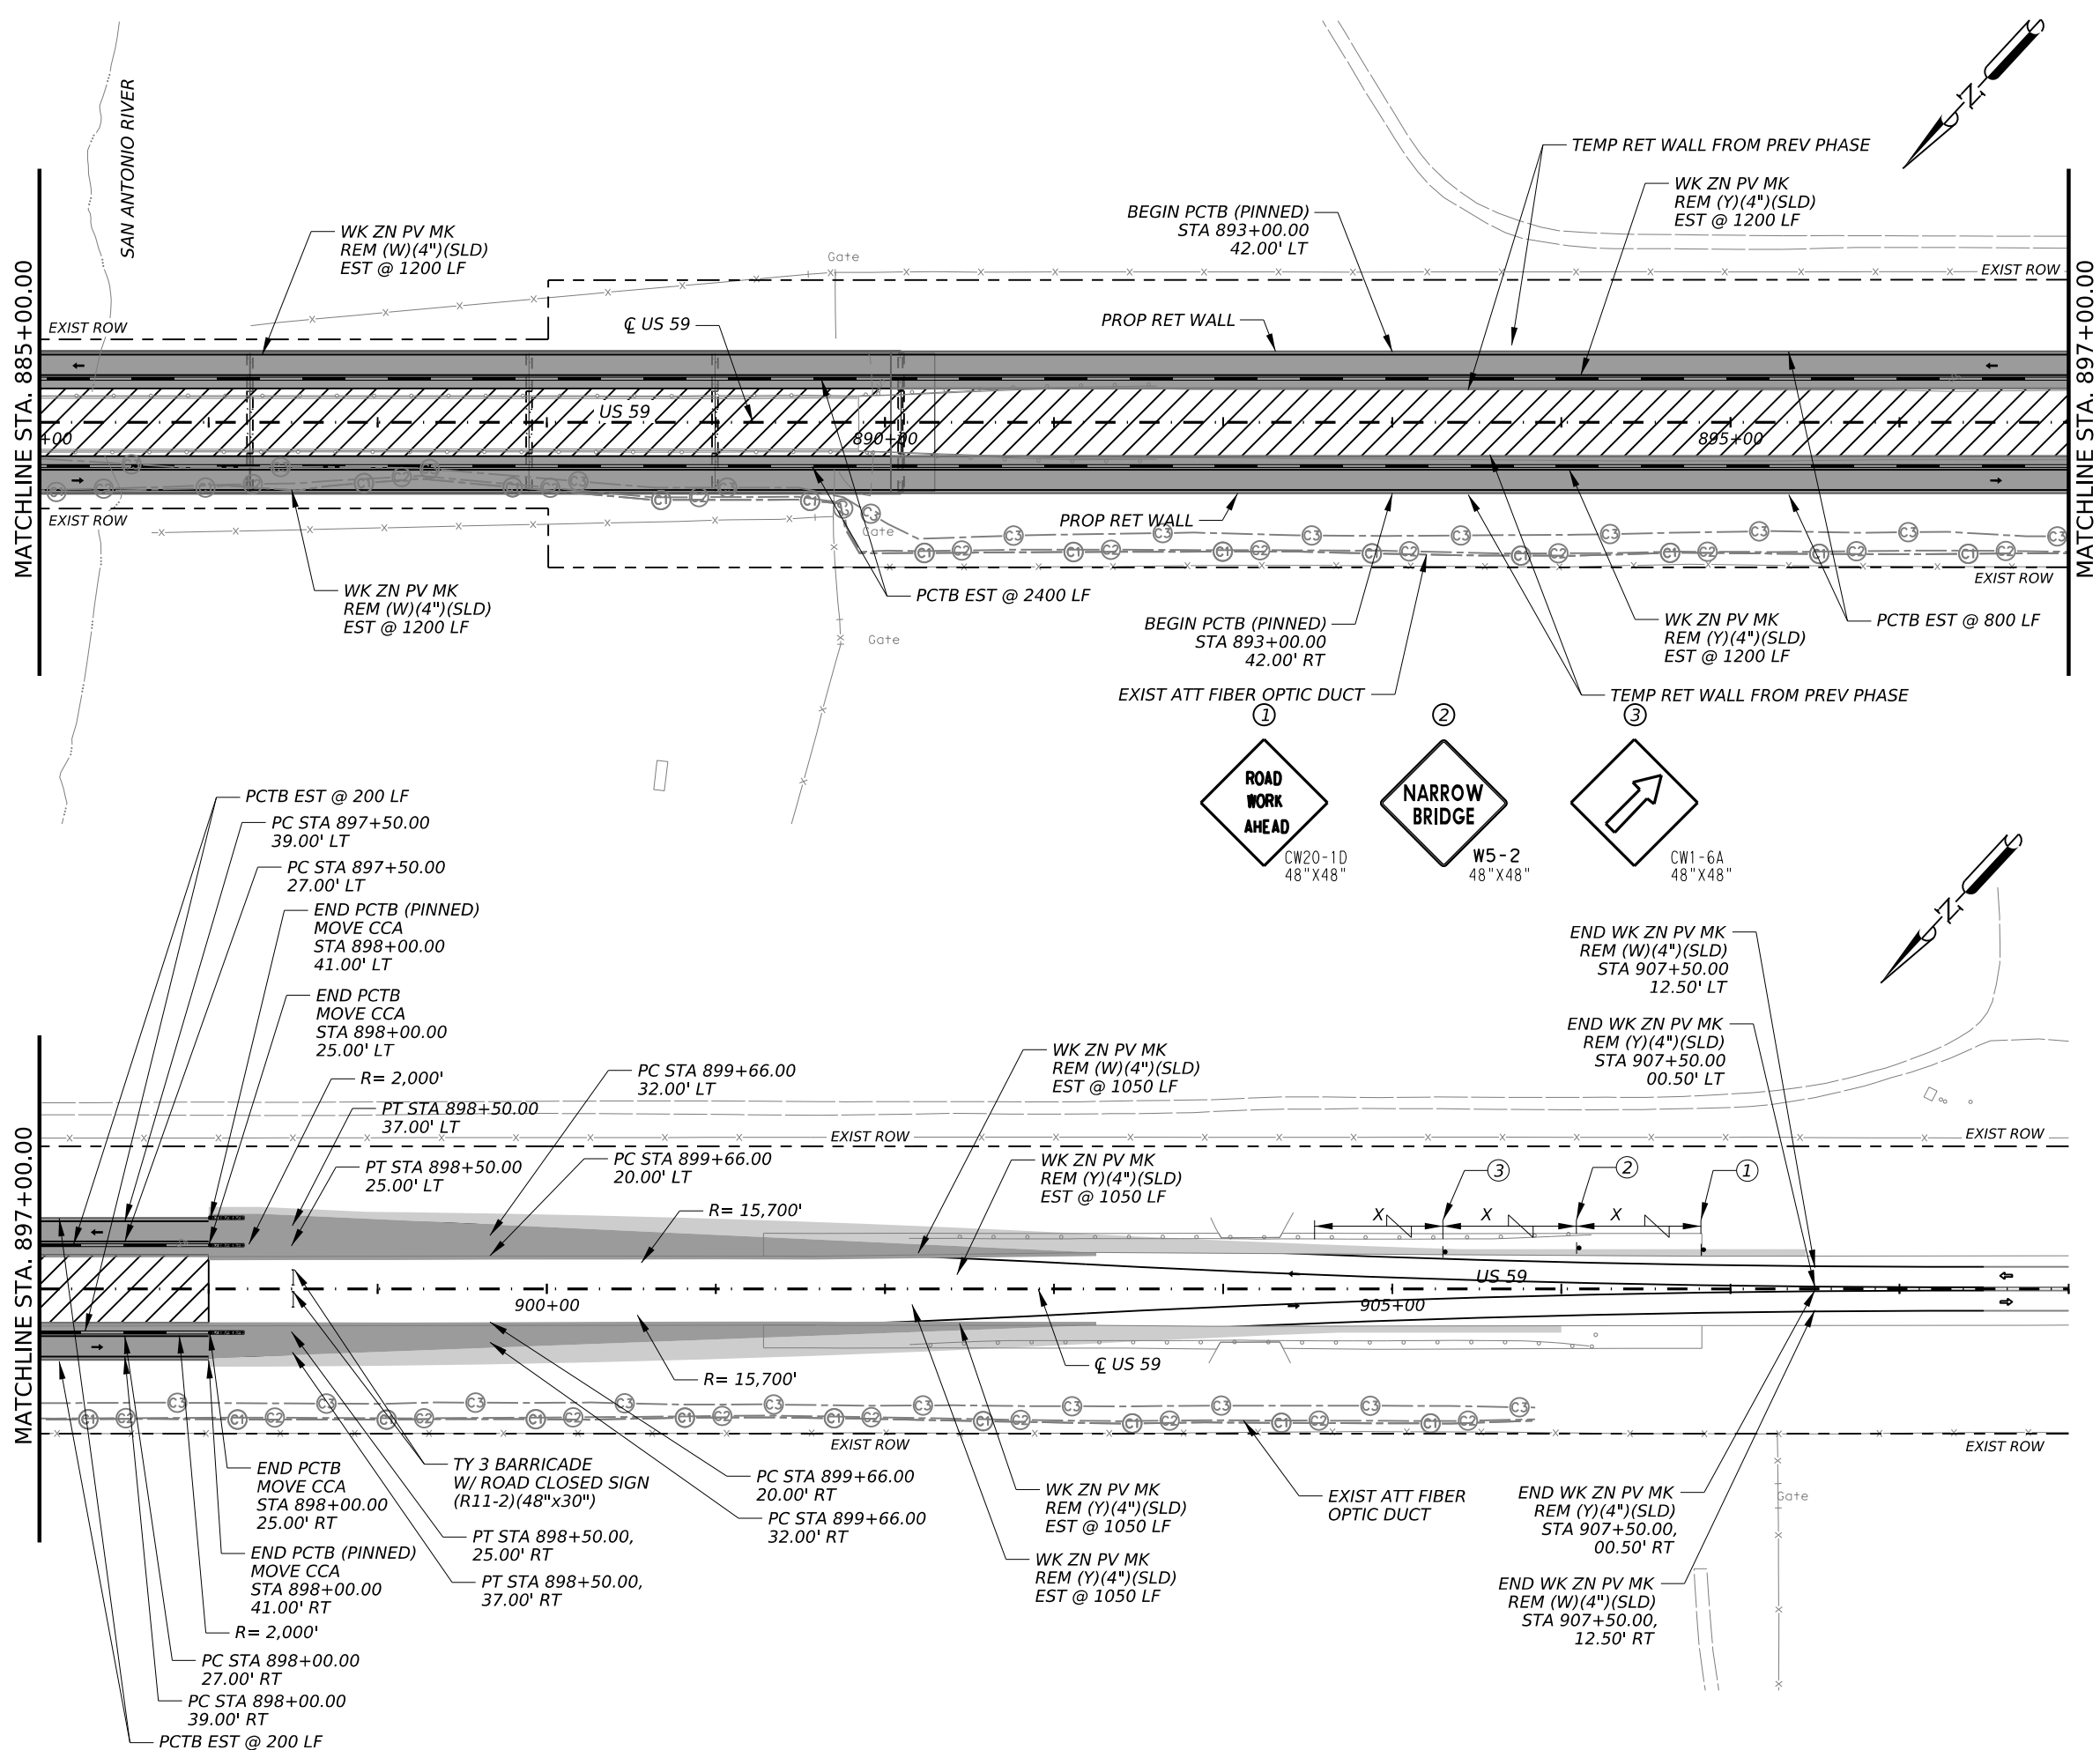 SAN ANTONIO RIVER
MATCHLINE STA. 885+00.00
MATCHLINE STA. 897+00.00
N
S
TEMP RET WALL FROM PREV PHASE
WK ZN PV MK
REM (Y)(4")(SLD)
EST @ 1200 LF
BEGIN PCTB (PINNED)
STA 893+00.00
42.00' LT
WK ZN PV MK
REM (W)(4")(SLD)
EST @ 1200 LF
Gate
EXIST ROW
EXIST ROW
℄ US 59
PROP RET WALL
US 59
+00
890+00
895+00
EXIST ROW
PROP RET WALL
Gate
C1 C2 C3
EXIST ROW
WK ZN PV MK
REM (W)(4")(SLD)
EST @ 1200 LF
PCTB EST @ 2400 LF
Gate
BEGIN PCTB (PINNED)
STA 893+00.00
42.00' RT
WK ZN PV MK
REM (Y)(4")(SLD)
EST @ 1200 LF
PCTB EST @ 800 LF
EXIST ATT FIBER OPTIC DUCT
TEMP RET WALL FROM PREV PHASE
1
2
3
ROAD
WORK
AHEAD
CW20-1D
48"X48"
NARROW
BRIDGE
W5-2
48"X48"
CW1-6A
48"X48"
PCTB EST @ 200 LF
PC STA 897+50.00
39.00' LT
PC STA 897+50.00
27.00' LT
END PCTB (PINNED)
MOVE CCA
STA 898+00.00
41.00' LT
END PCTB
MOVE CCA
STA 898+00.00
25.00' LT
R= 2,000'
PT STA 898+50.00
37.00' LT
PT STA 898+50.00
25.00' LT
PC STA 899+66.00
32.00' LT
PC STA 899+66.00
20.00' LT
R= 15,700'
WK ZN PV MK
REM (W)(4")(SLD)
EST @ 1050 LF
WK ZN PV MK
REM (Y)(4")(SLD)
EST @ 1050 LF
END WK ZN PV MK
REM (W)(4")(SLD)
STA 907+50.00
12.50' LT
END WK ZN PV MK
REM (Y)(4")(SLD)
STA 907+50.00
00.50' LT
N
S
MATCHLINE STA. 897+00.00
EXIST ROW
EXIST ROW
3
2
1
X
X
X
US 59
900+00
905+00
℄ US 59
R= 15,700'
C1 C2 C3
EXIST ROW
EXIST ROW
END PCTB
MOVE CCA
STA 898+00.00
25.00' RT
END PCTB (PINNED)
MOVE CCA
STA 898+00.00
41.00' RT
R= 2,000'
PC STA 898+00.00
27.00' RT
PC STA 898+00.00
39.00' RT
PCTB EST @ 200 LF
TY 3 BARRICADE
W/ ROAD CLOSED SIGN
(R11-2)(48"x30")
PT STA 898+50.00,
25.00' RT
PT STA 898+50.00,
37.00' RT
PC STA 899+66.00
20.00' RT
PC STA 899+66.00
32.00' RT
WK ZN PV MK
REM (Y)(4")(SLD)
EST @ 1050 LF
WK ZN PV MK
REM (Y)(4")(SLD)
EST @ 1050 LF
EXIST ATT FIBER
OPTIC DUCT
END WK ZN PV MK
REM (Y)(4")(SLD)
STA 907+50.00,
00.50' RT
END WK ZN PV MK
REM (W)(4")(SLD)
STA 907+50.00,
12.50' RT
Gate